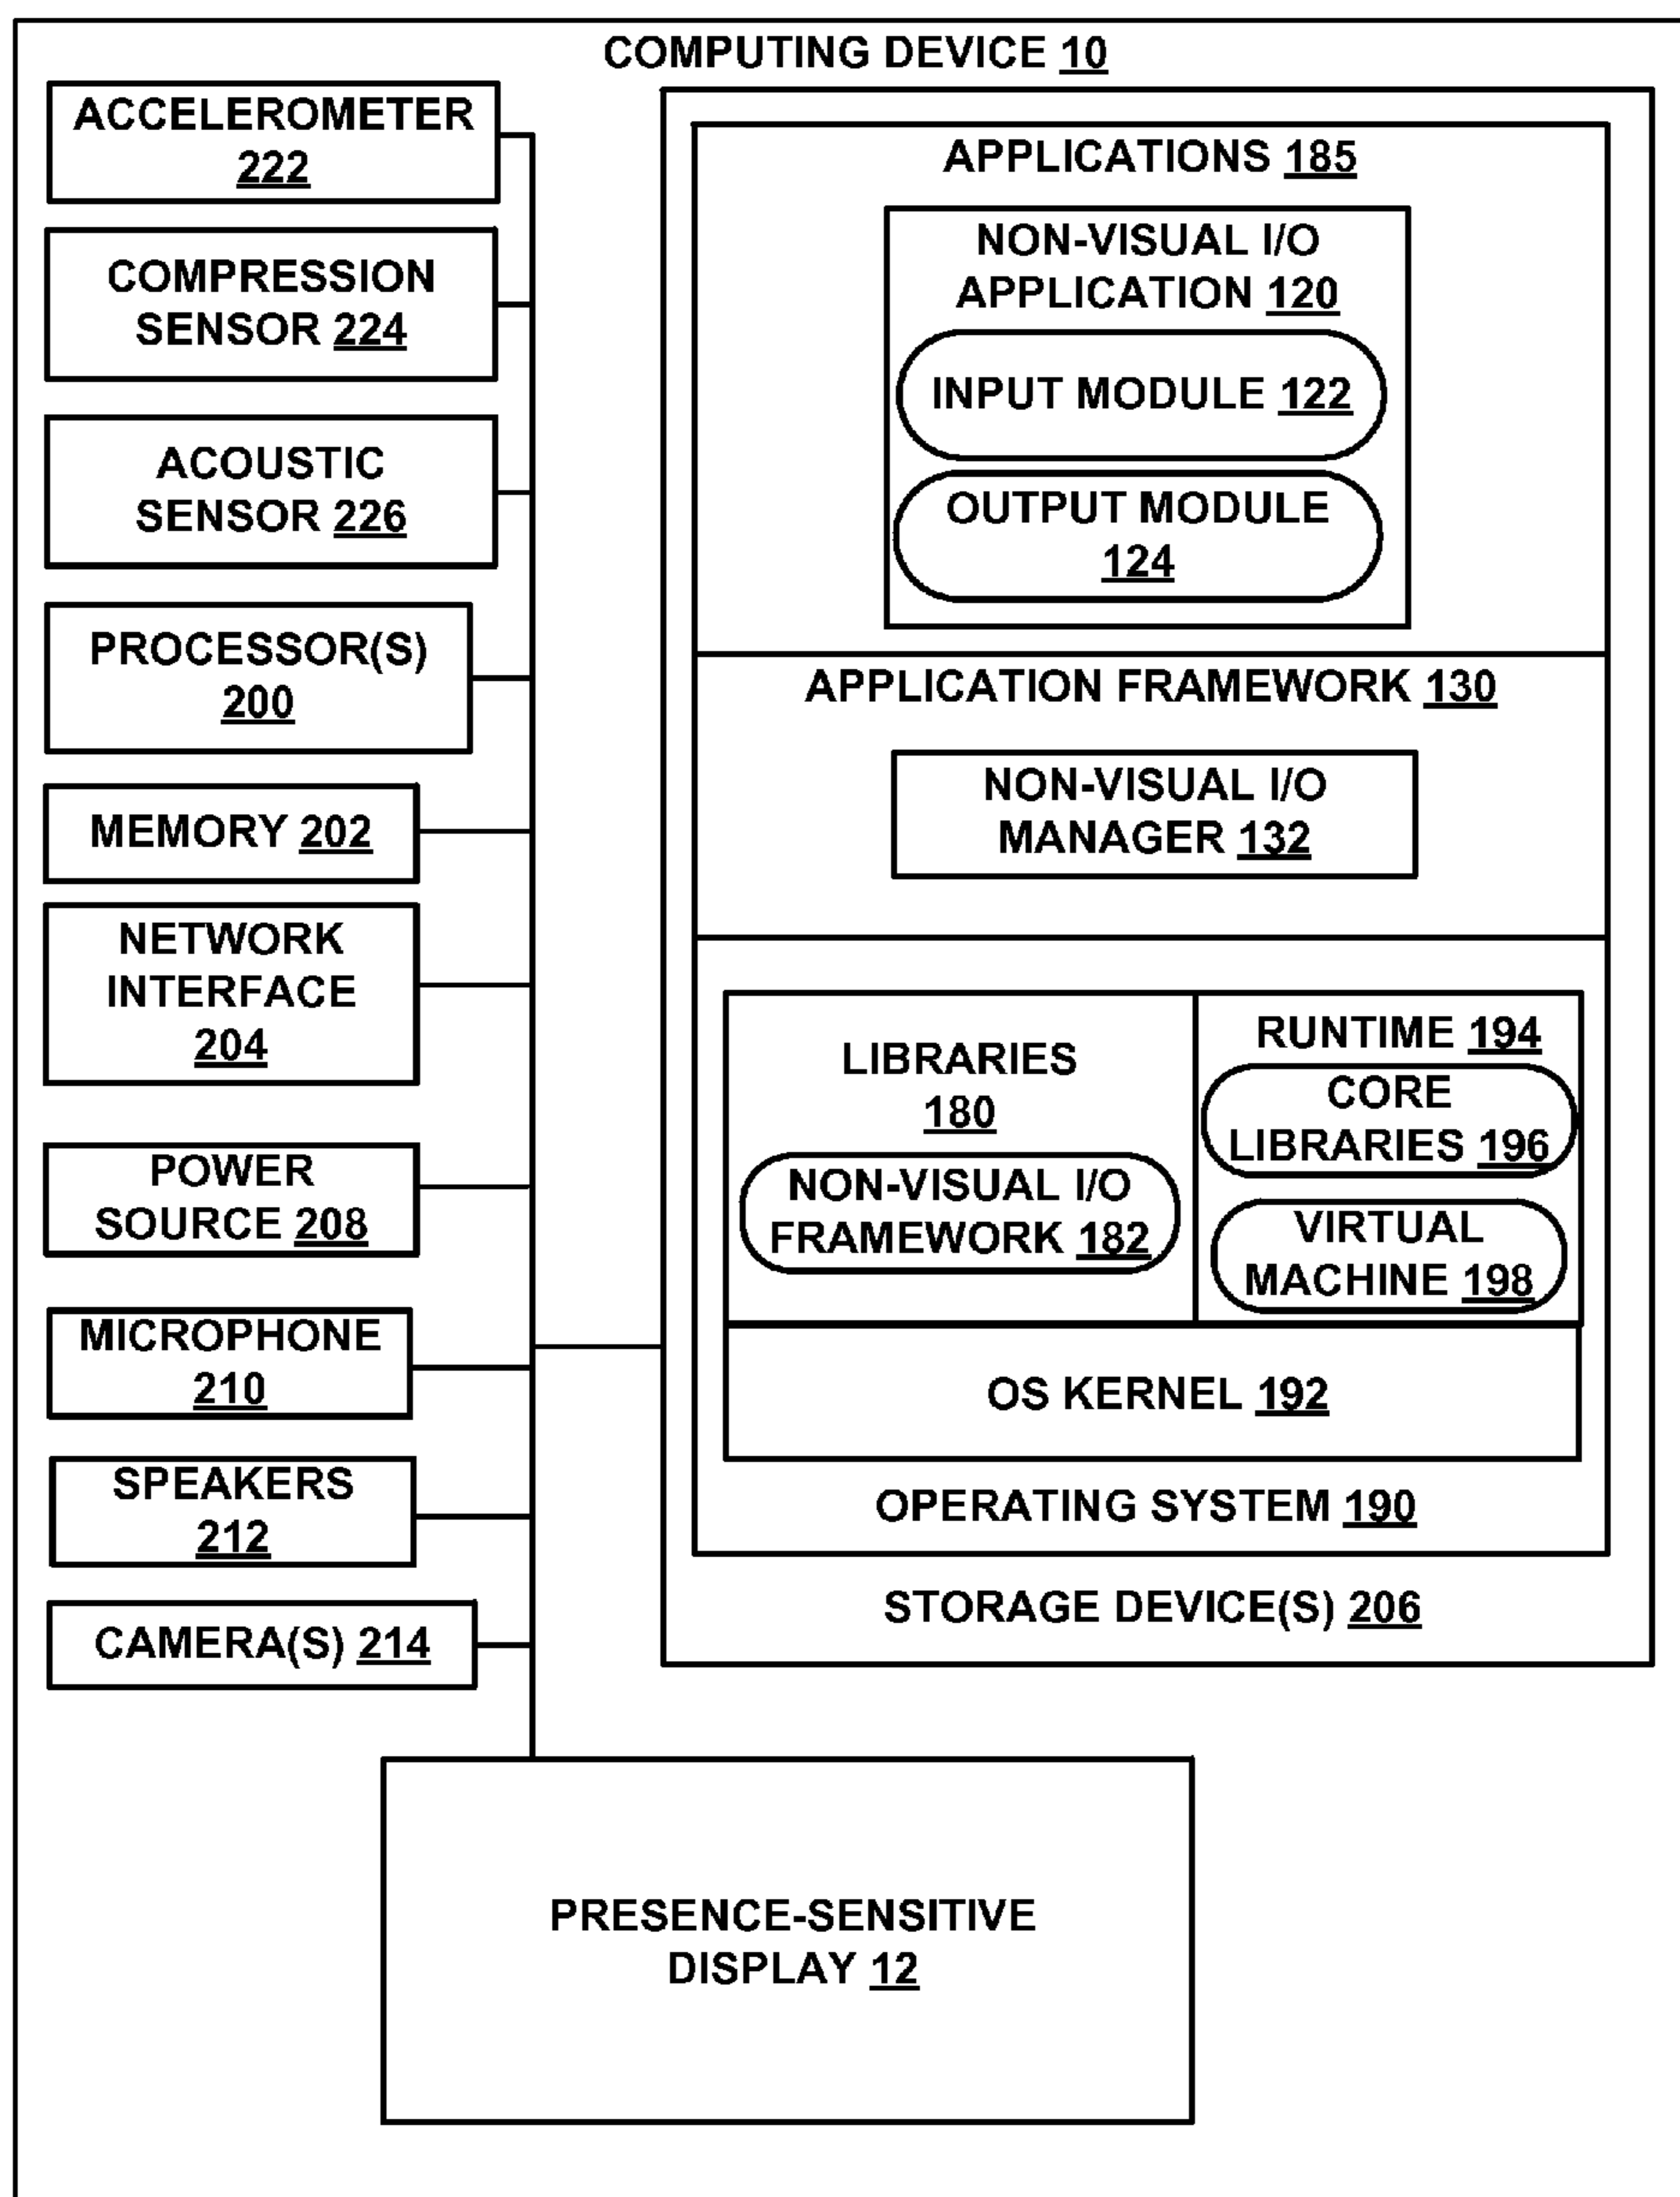 COMPUTING DEVICE 10
ACCELEROMETER
222
COMPRESSION
SENSOR 224
ACOUSTIC
SENSOR 226
PROCESSOR(S)
200
MEMORY 202
NETWORK
INTERFACE
204
POWER
SOURCE 208
MICROPHONE
210
SPEAKERS
212
CAMERA(S) 214
APPLICATIONS 185
NON-VISUAL I/O
APPLICATION 120
INPUT MODULE 122
OUTPUT MODULE
124
APPLICATION FRAMEWORK 130
NON-VISUAL I/O
MANAGER 132
LIBRARIES
180
NON-VISUAL I/O
FRAMEWORK 182
RUNTIME 194
CORE
LIBRARIES 196
VIRTUAL
MACHINE 198
OS KERNEL 192
OPERATING SYSTEM 190
STORAGE DEVICE(S) 206
PRESENCE-SENSITIVE
DISPLAY 12